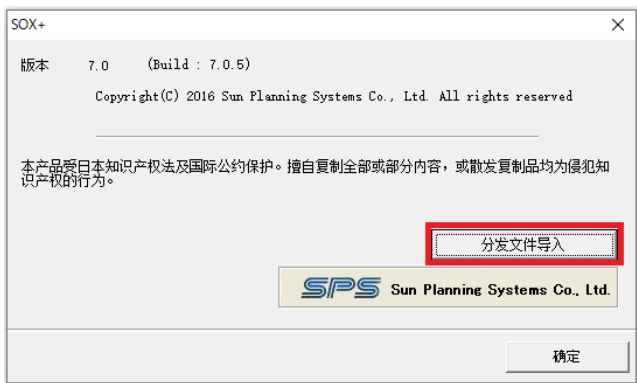 SOX+
版本 7.0 (Build : 7.0.5)
Copyright(C) 2016 Sun Planning Systems Co., Ltd. All rights reserved
本产品受日本知识产权法及国际公约保护。擅自复制全部或部分内容，或散发复制品均为侵犯知
识产权的行为。
分发文件导入
SPS Sun Planning Systems Co., Ltd.
确定